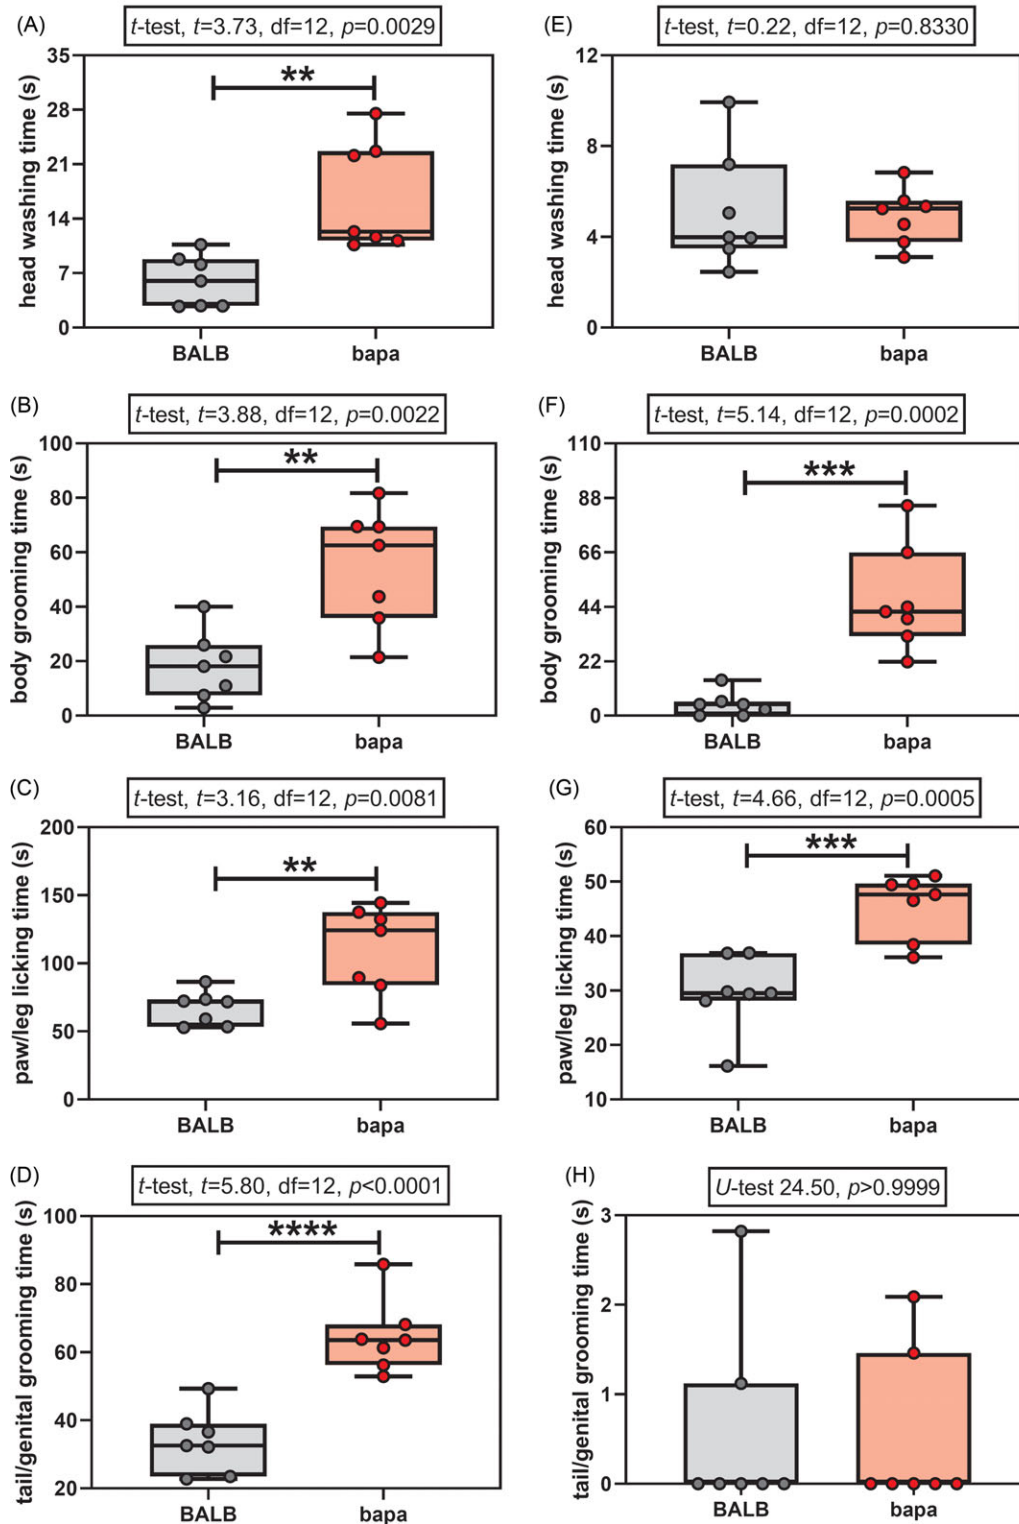 (A)
t-test, t=3.73, df=12, p=0.0029
head washing time (s)
35
28
21
14
7
0
**
BALB
bapa
(E)
t-test, t=0.22, df=12, p=0.8330
head washing time (s)
12
8
4
0
BALB
bapa
(B)
t-test, t=3.88, df=12, p=0.0022
body grooming time (s)
100
80
60
40
20
0
**
BALB
bapa
(F)
t-test, t=5.14, df=12, p=0.0002
body grooming time (s)
110
88
66
44
22
0
***
BALB
bapa
(C)
t-test, t=3.16, df=12, p=0.0081
paw/leg licking time (s)
200
150
100
50
0
**
BALB
bapa
(G)
t-test, t=4.66, df=12, p=0.0005
paw/leg licking time (s)
60
50
40
30
20
10
***
BALB
bapa
(D)
t-test, t=5.80, df=12, p<0.0001
tail/genital grooming time (s)
100
80
60
40
20
****
BALB
bapa
(H)
U-test 24.50, p>0.9999
tail/genital grooming time (s)
3
2
1
0
BALB
bapa